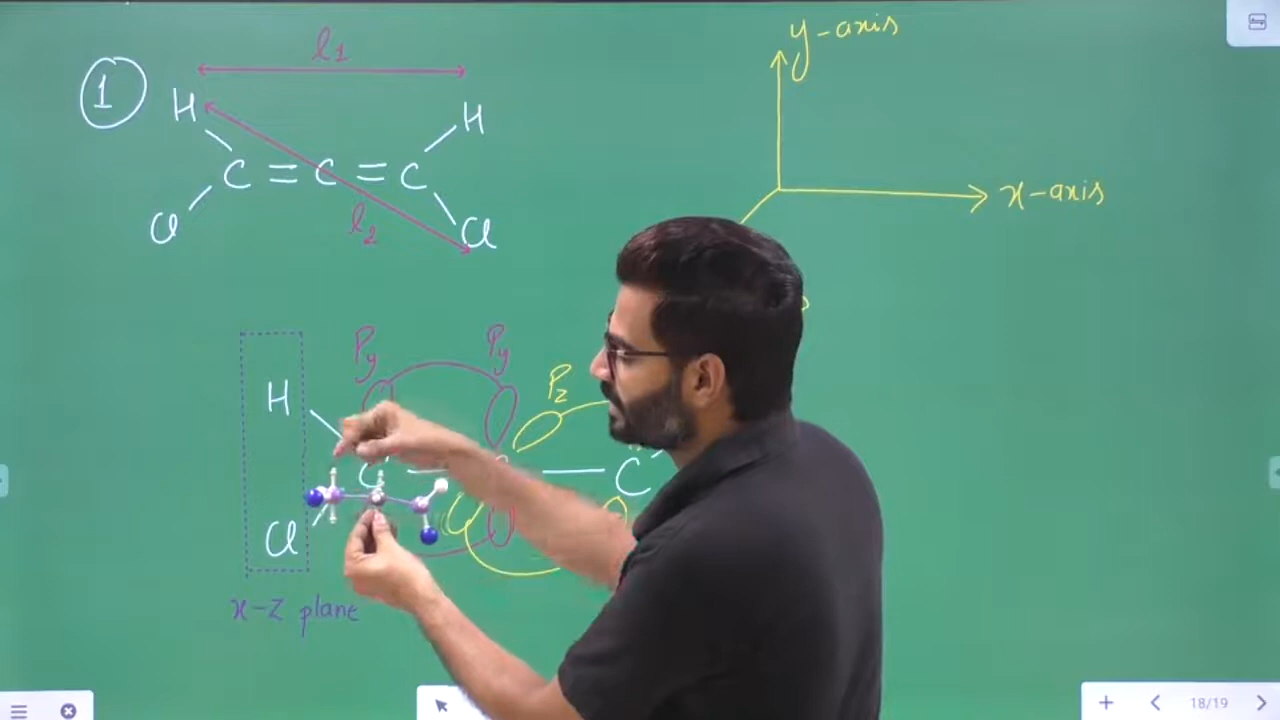 1
l1
H H
C = C = C
Cl Cl
l2
y-axis
x-axis
Py Py
Pz
H
C C
Cl
x-z plane
18/19